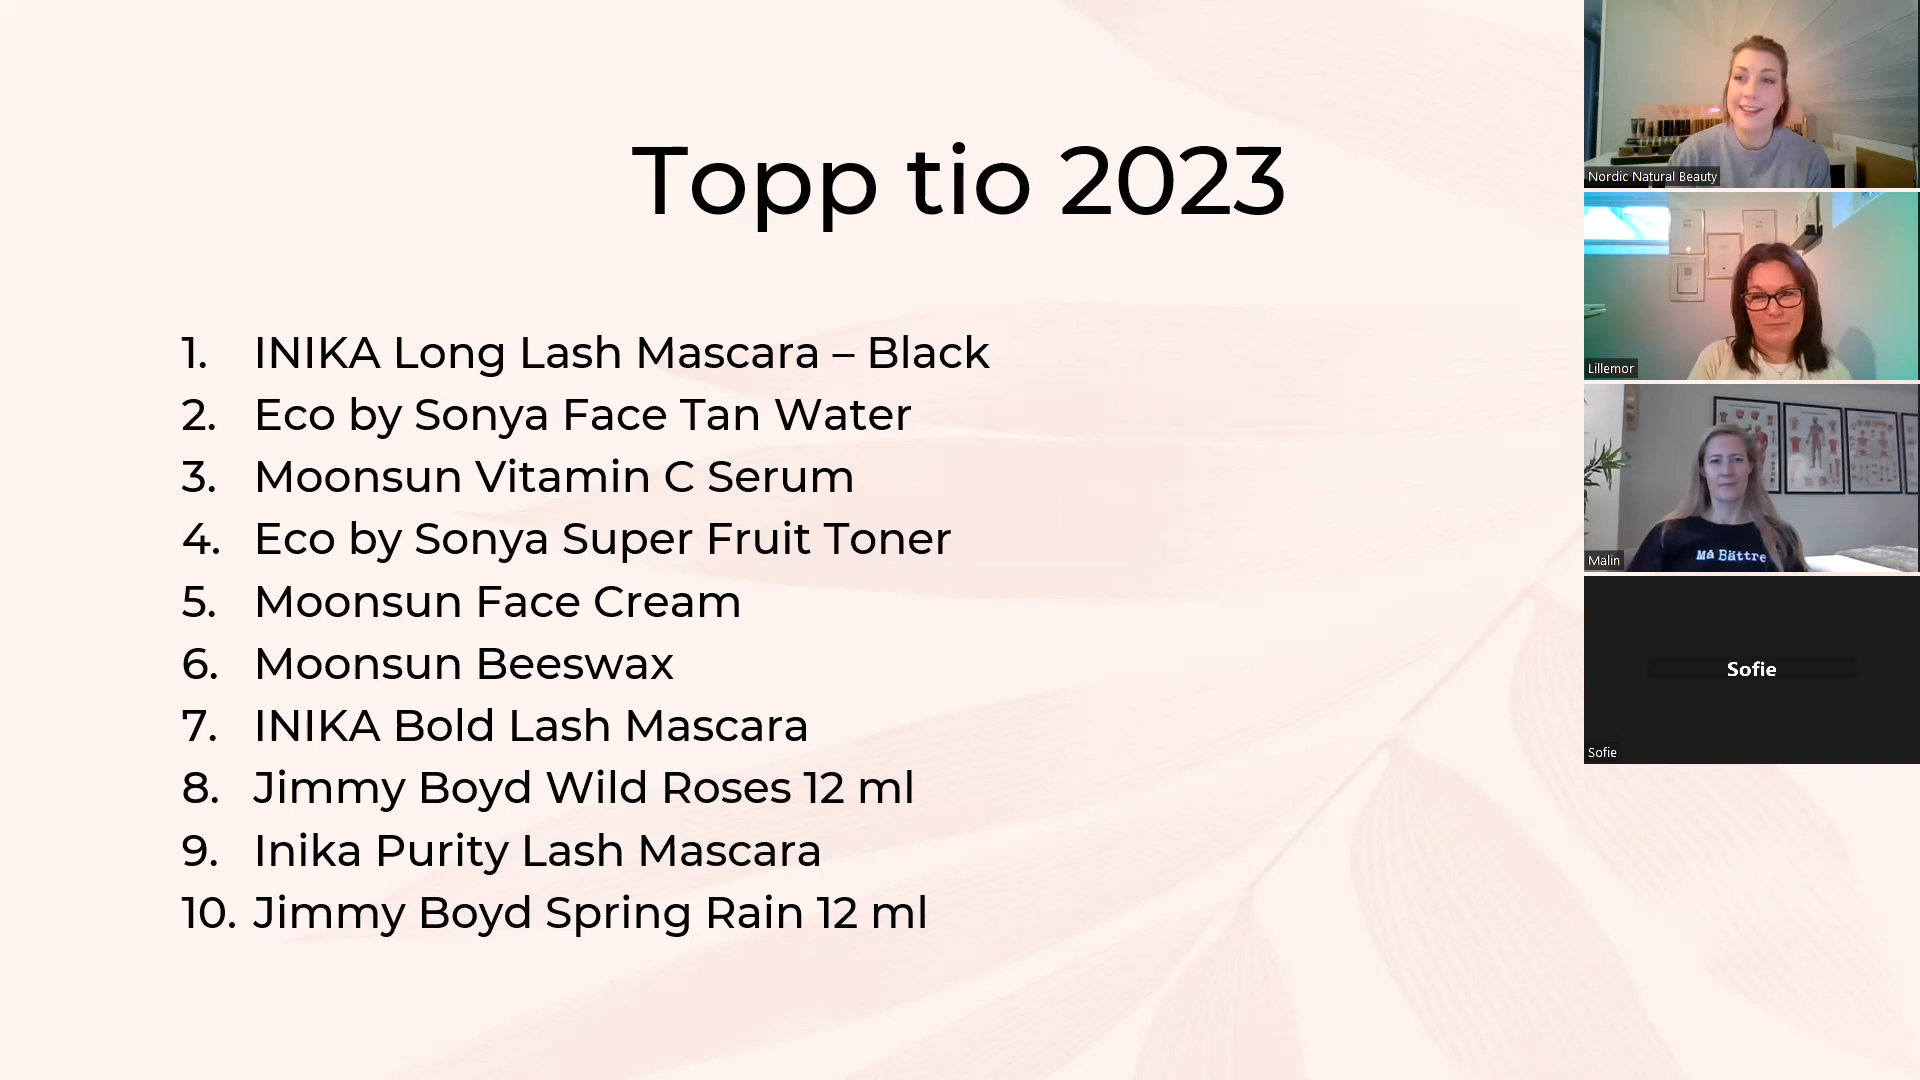 Topp tio 2023
1. INIKA Long Lash Mascara – Black
2. Eco by Sonya Face Tan Water
3. Moonsun Vitamin C Serum
4. Eco by Sonya Super Fruit Toner
5. Moonsun Face Cream
6. Moonsun Beeswax
7. INIKA Bold Lash Mascara
8. Jimmy Boyd Wild Roses 12 ml
9. Inika Purity Lash Mascara
10. Jimmy Boyd Spring Rain 12 ml
Nordic Natural Beauty
Lillemor
Må Bättre
Malin
Sofie
Sofie